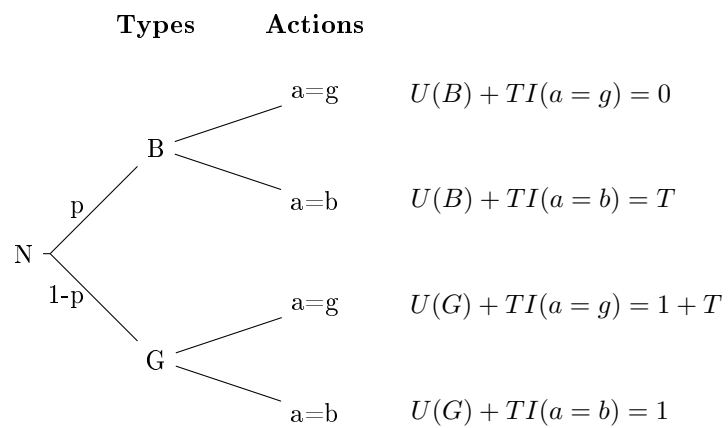 Types Actions
a=g U(B) + TI(a = g) = 0
B
a=b U(B) + TI(a = b) = T
p
N
1-p
a=g U(G) + TI(a = g) = 1 + T
G
a=b U(G) + TI(a = b) = 1